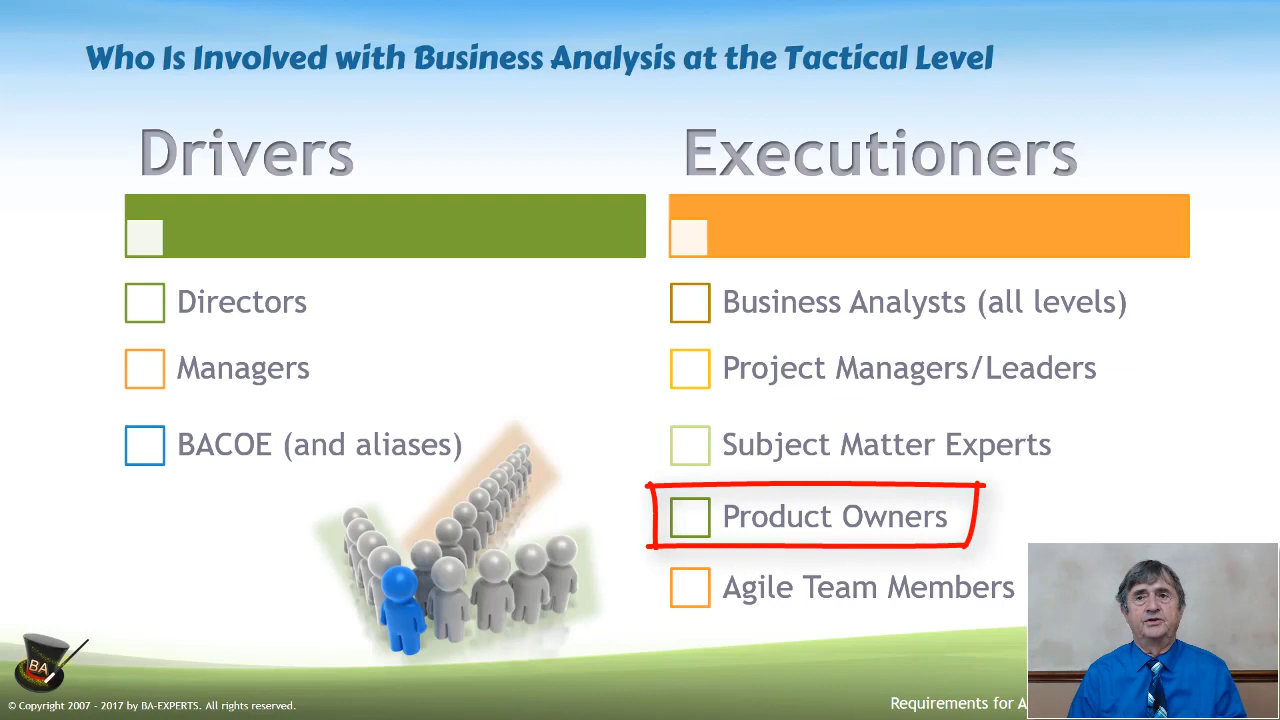 Who Is Involved with Business Analysis at the Tactical Level
Drivers
Directors
Managers
BACOE (and aliases)
Executioners
Business Analysts (all levels)
Project Managers/Leaders
Subject Matter Experts
Product Owners
Agile Team Members
BA
© Copyright 2007 - 2017 by BA-EXPERTS. All rights reserved.
Requirements for A